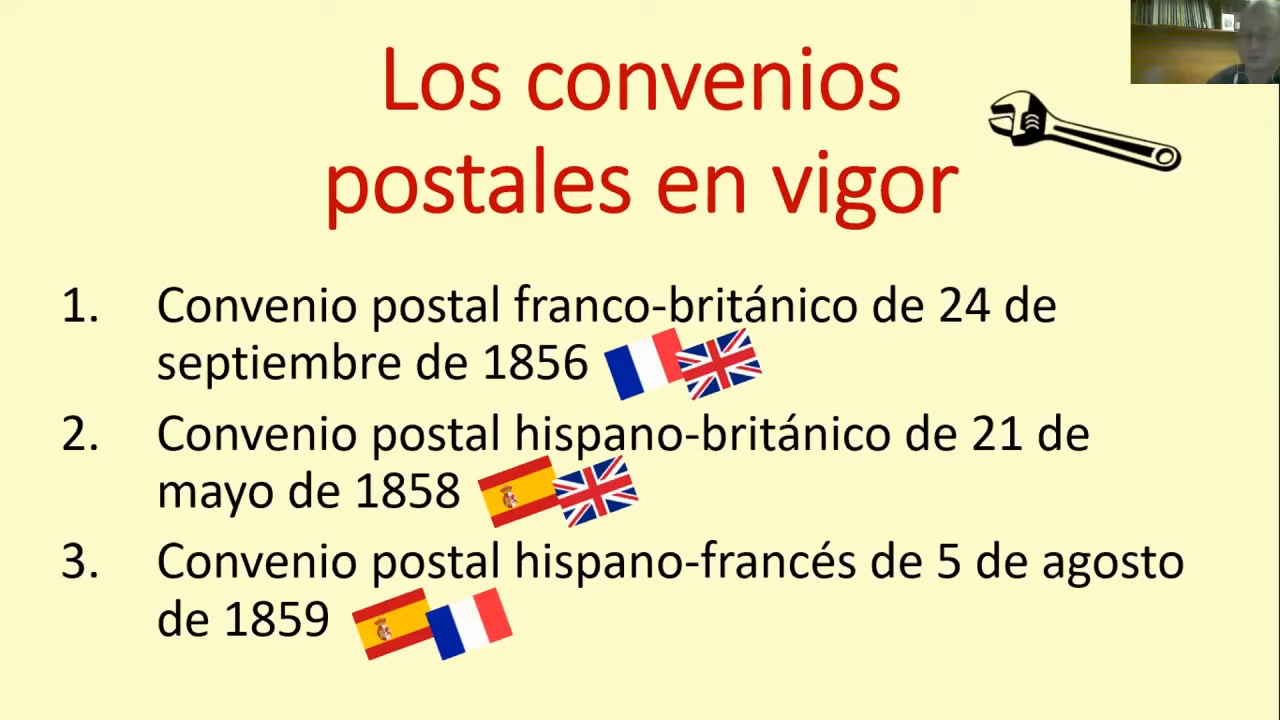 Los convenios
postales en vigor
1. Convenio postal franco-británico de 24 de
septiembre de 1856
2. Convenio postal hispano-británico de 21 de
mayo de 1858
3. Convenio postal hispano-francés de 5 de agosto
de 1859